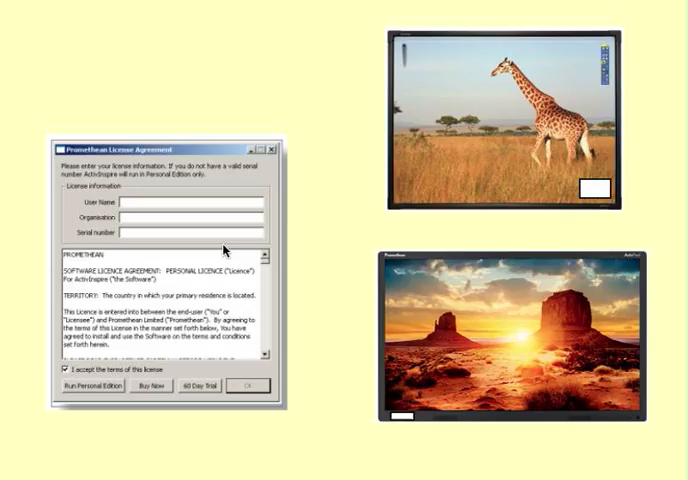 Promethean License Agreement
Please enter your license information. If you do not have a valid serial
number ActivInspire will run in Personal Edition only.
License information
User Name
Organisation
Serial number
PROMETHEAN
SOFTWARE LICENCE AGREEMENT: PERSONAL LICENCE ("Licence")
For ActivInspire ("the Software")
TERRITORY: The country in which your primary residence is located.
This Licence is entered into between the end-user ("You" or
"Licensee") and Promethean Limited ("Promethean"). By agreeing to
the terms of this License in the manner set forth below, You have
agreed to install and use the Software on the terms and conditions
set forth herein.
I accept the terms of this license
Run Personal Edition
Buy Now
60 Day Trial
Ok
Promethean